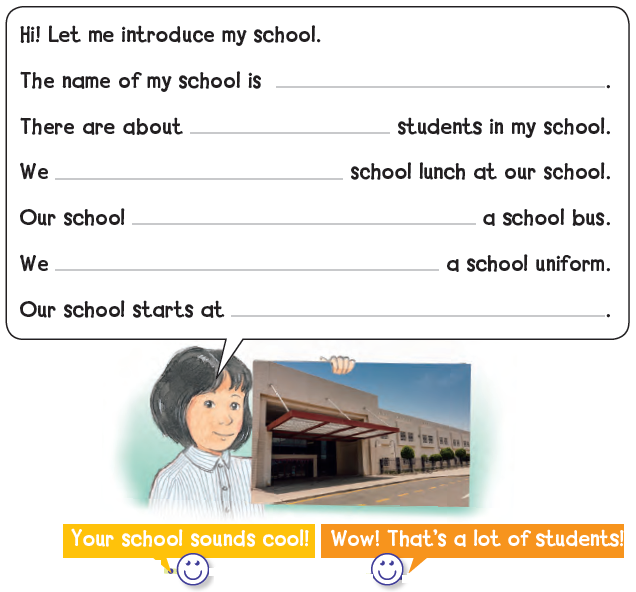 Hi! Let me introduce my school.
The name of my school is .
There are about students in my school.
We school lunch at our school.
Our school a school bus.
We a school uniform.
Our school starts at .
Your school sounds cool!
Wow! That's a lot of students!